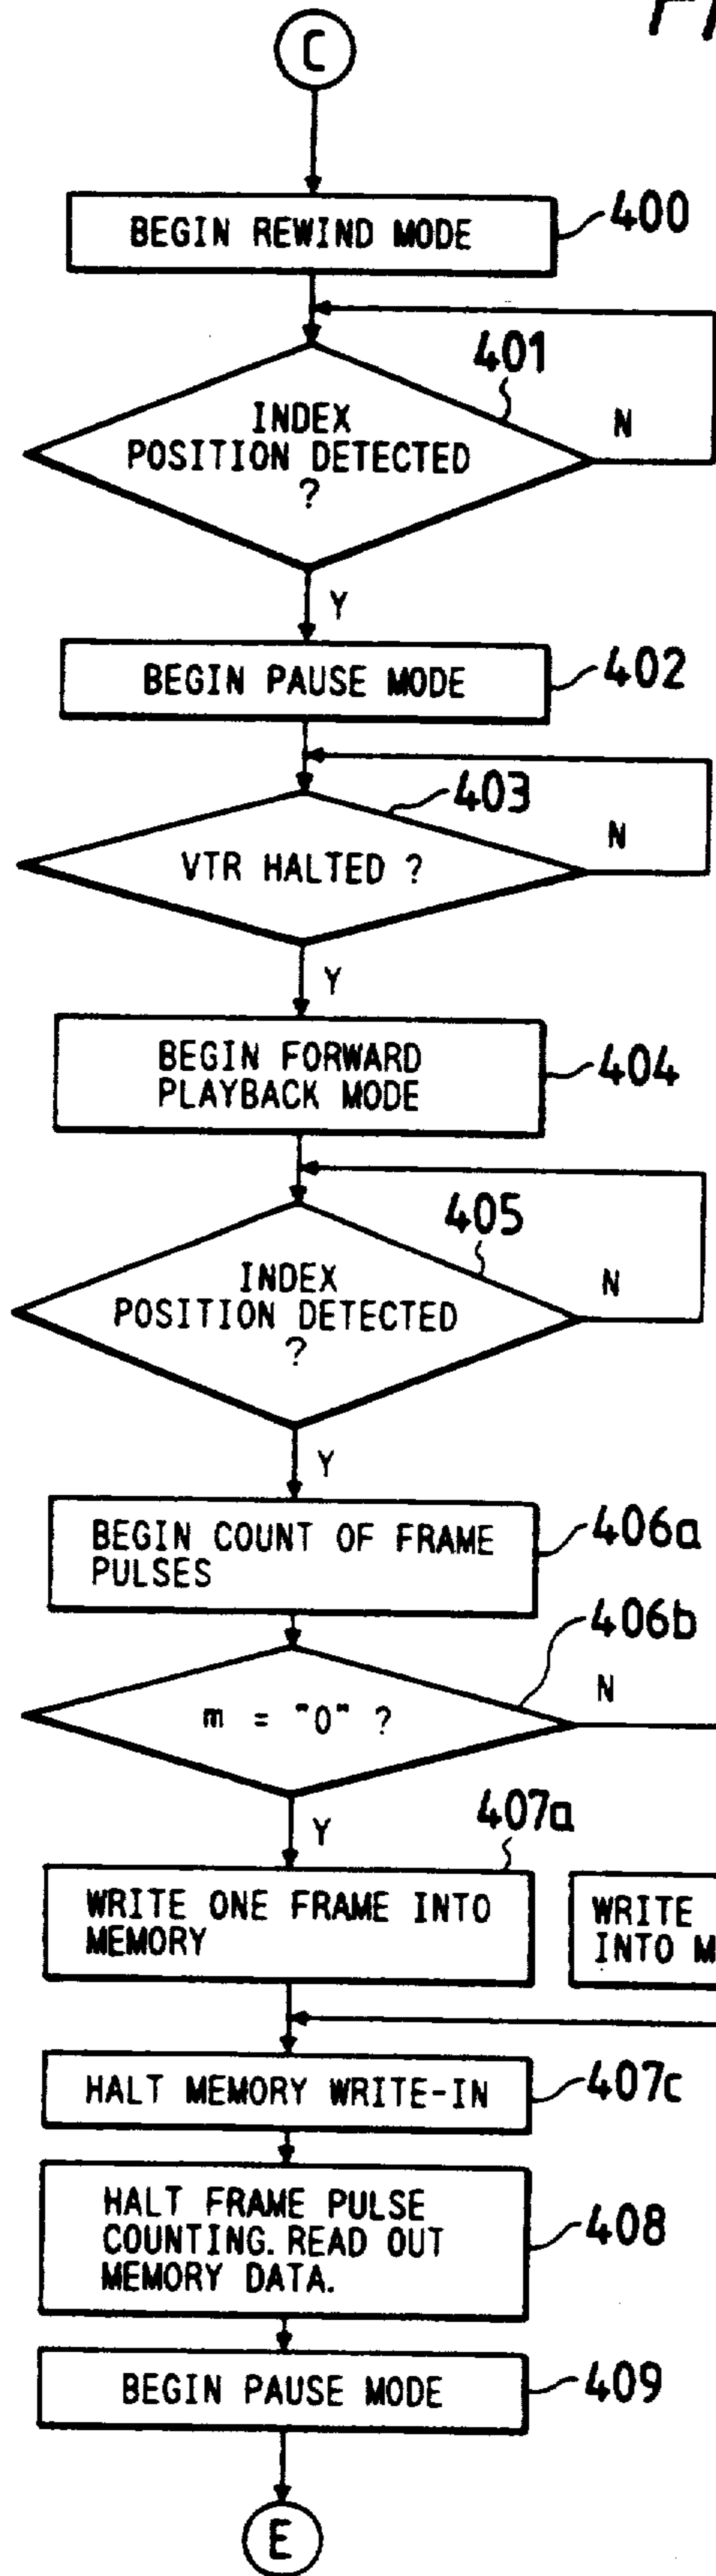 C
BEGIN REWIND MODE
400
401
INDEX
POSITION DETECTED
?
N
Y
BEGIN PAUSE MODE
402
403
VTR HALTED ?
N
Y
BEGIN FORWARD
PLAYBACK MODE
404
405
INDEX
POSITION DETECTED
?
N
Y
BEGIN COUNT OF FRAME
PULSES
406a
406b
m = "0" ?
N
Y
407a
WRITE ONE FRAME INTO
MEMORY
WRITE
INTO M
HALT MEMORY WRITE-IN
407c
HALT FRAME PULSE
COUNTING. READ OUT
MEMORY DATA.
408
BEGIN PAUSE MODE
409
E